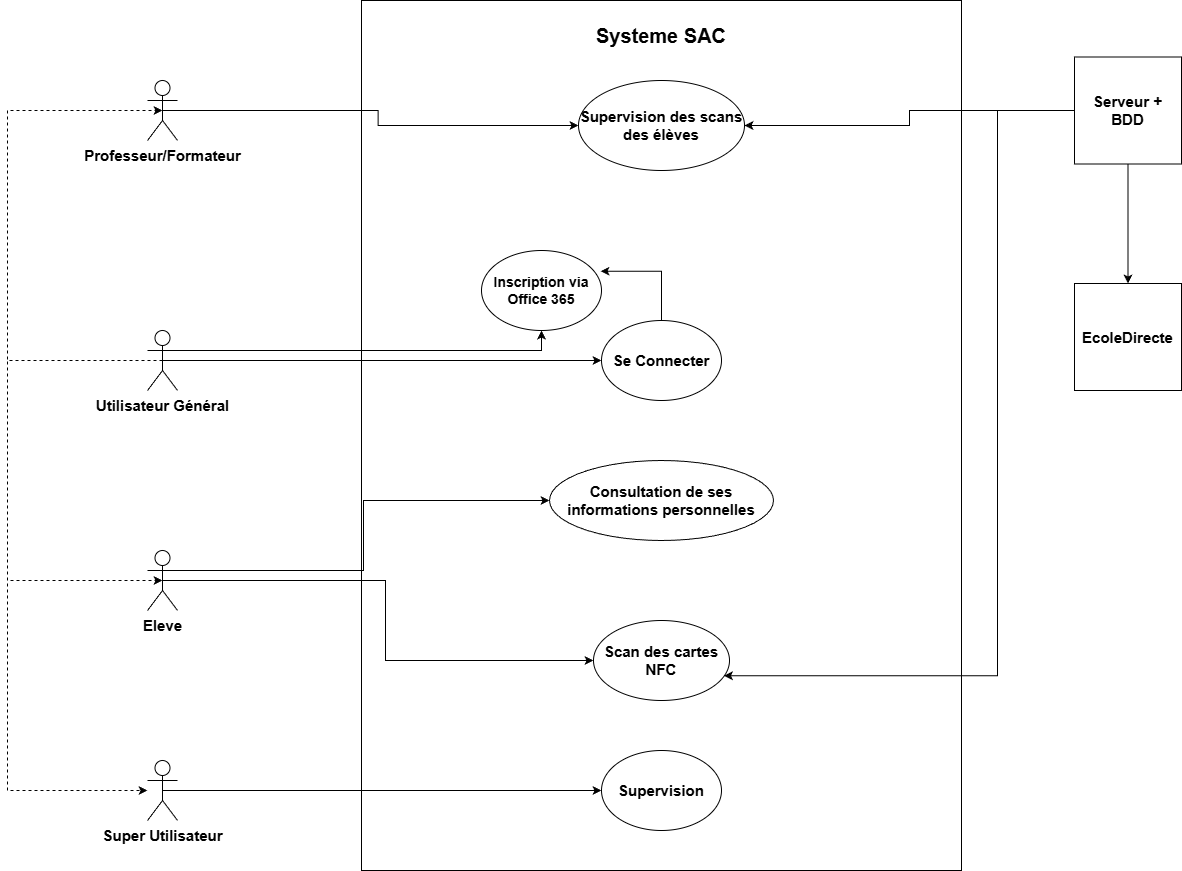 Systeme SAC
Serveur +
BDD
Supervision des scans
des élèves
Professeur/Formateur
Inscription via
Office 365
EcoleDirecte
Se Connecter
Utilisateur Général
Consultation de ses
informations personnelles
Eleve
Scan des cartes
NFC
Supervision
Super Utilisateur